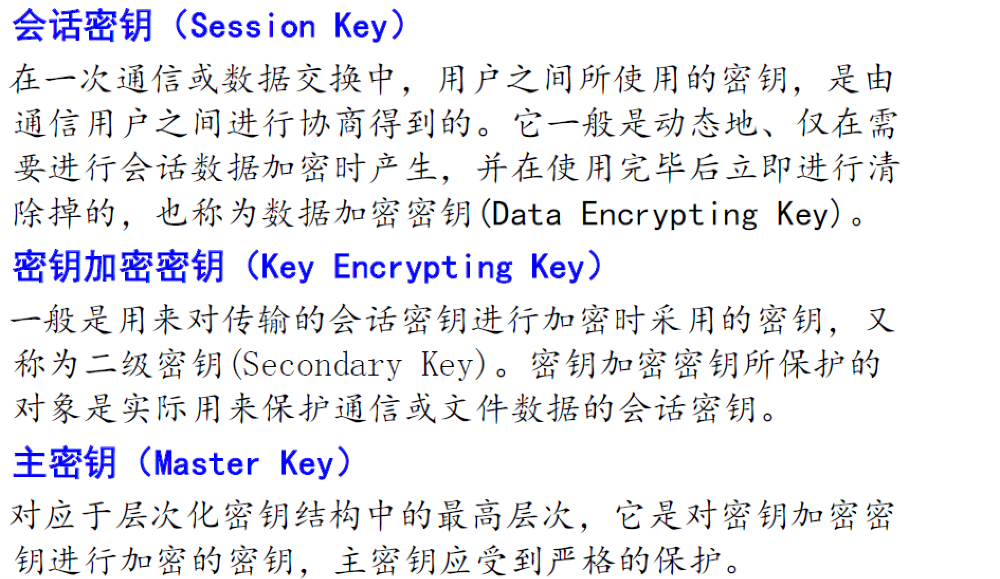 会话密钥（Session Key）
在一次通信或数据交换中，用户之间所使用的密钥，是由
通信用户之间进行协商得到的。它一般是动态地、仅在需
要进行会话数据加密时产生，并在使用完毕后立即进行清
除掉的，也称为数据加密密钥(Data Encrypting Key)。
密钥加密密钥（Key Encrypting Key）
一般是用来对传输的会话密钥进行加密时采用的密钥，又
称为二级密钥(Secondary Key)。密钥加密密钥所保护的
对象是实际用来保护通信或文件数据的会话密钥。
主密钥（Master Key）
对应于层次化密钥结构中的最高层次，它是对密钥加密密
钥进行加密的密钥，主密钥应受到严格的保护。